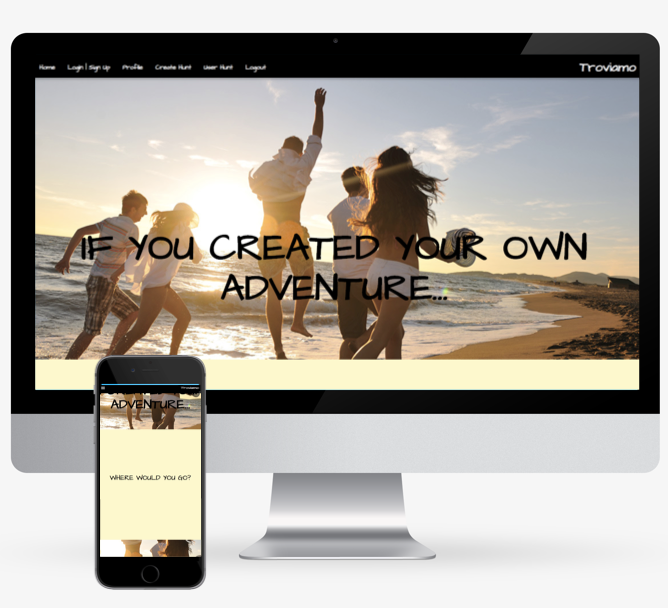 Home Login | Sign Up Profile Create Hunt User Hunt Logout Troviamo
IF YOU CREATED YOUR OWN
ADVENTURE...
Troviamo
ADVENTURE...
WHERE WOULD YOU GO?